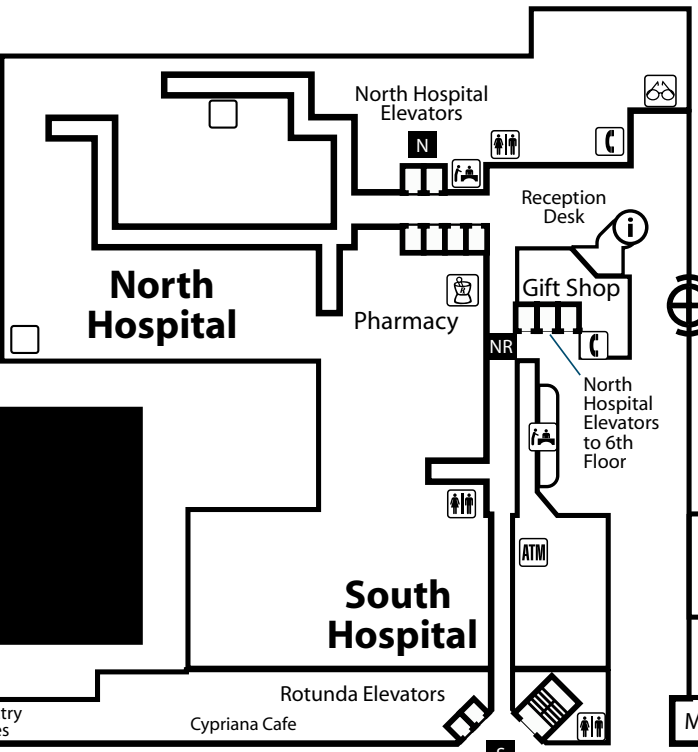 North Hospital
Elevators
N
Reception
Desk
i
North
Hospital
Gift Shop
Pharmacy
NR
North
Hospital
Elevators
to 6th
Floor
ATM
South
Hospital
Rotunda Elevators
Cypriana Cafe
M